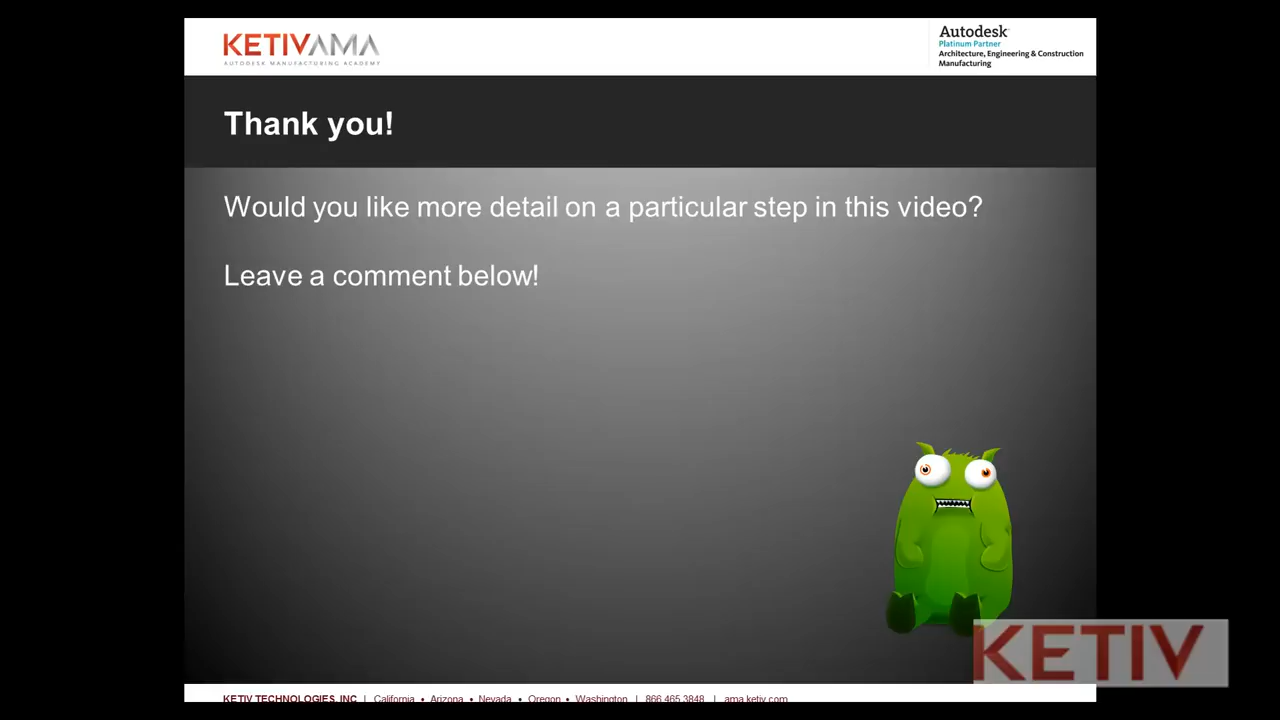 KETIVAMA
AUTODESK MANUFACTURING ACADEMY
Autodesk
Platinum Partner
Architecture, Engineering & Construction
Manufacturing
Thank you!
Would you like more detail on a particular step in this video?
Leave a comment below!
KETIV
KETIV TECHNOLOGIES, INC | California • Arizona • Nevada • Oregon • Washington | 866.465.3848 | ama.ketiv.com